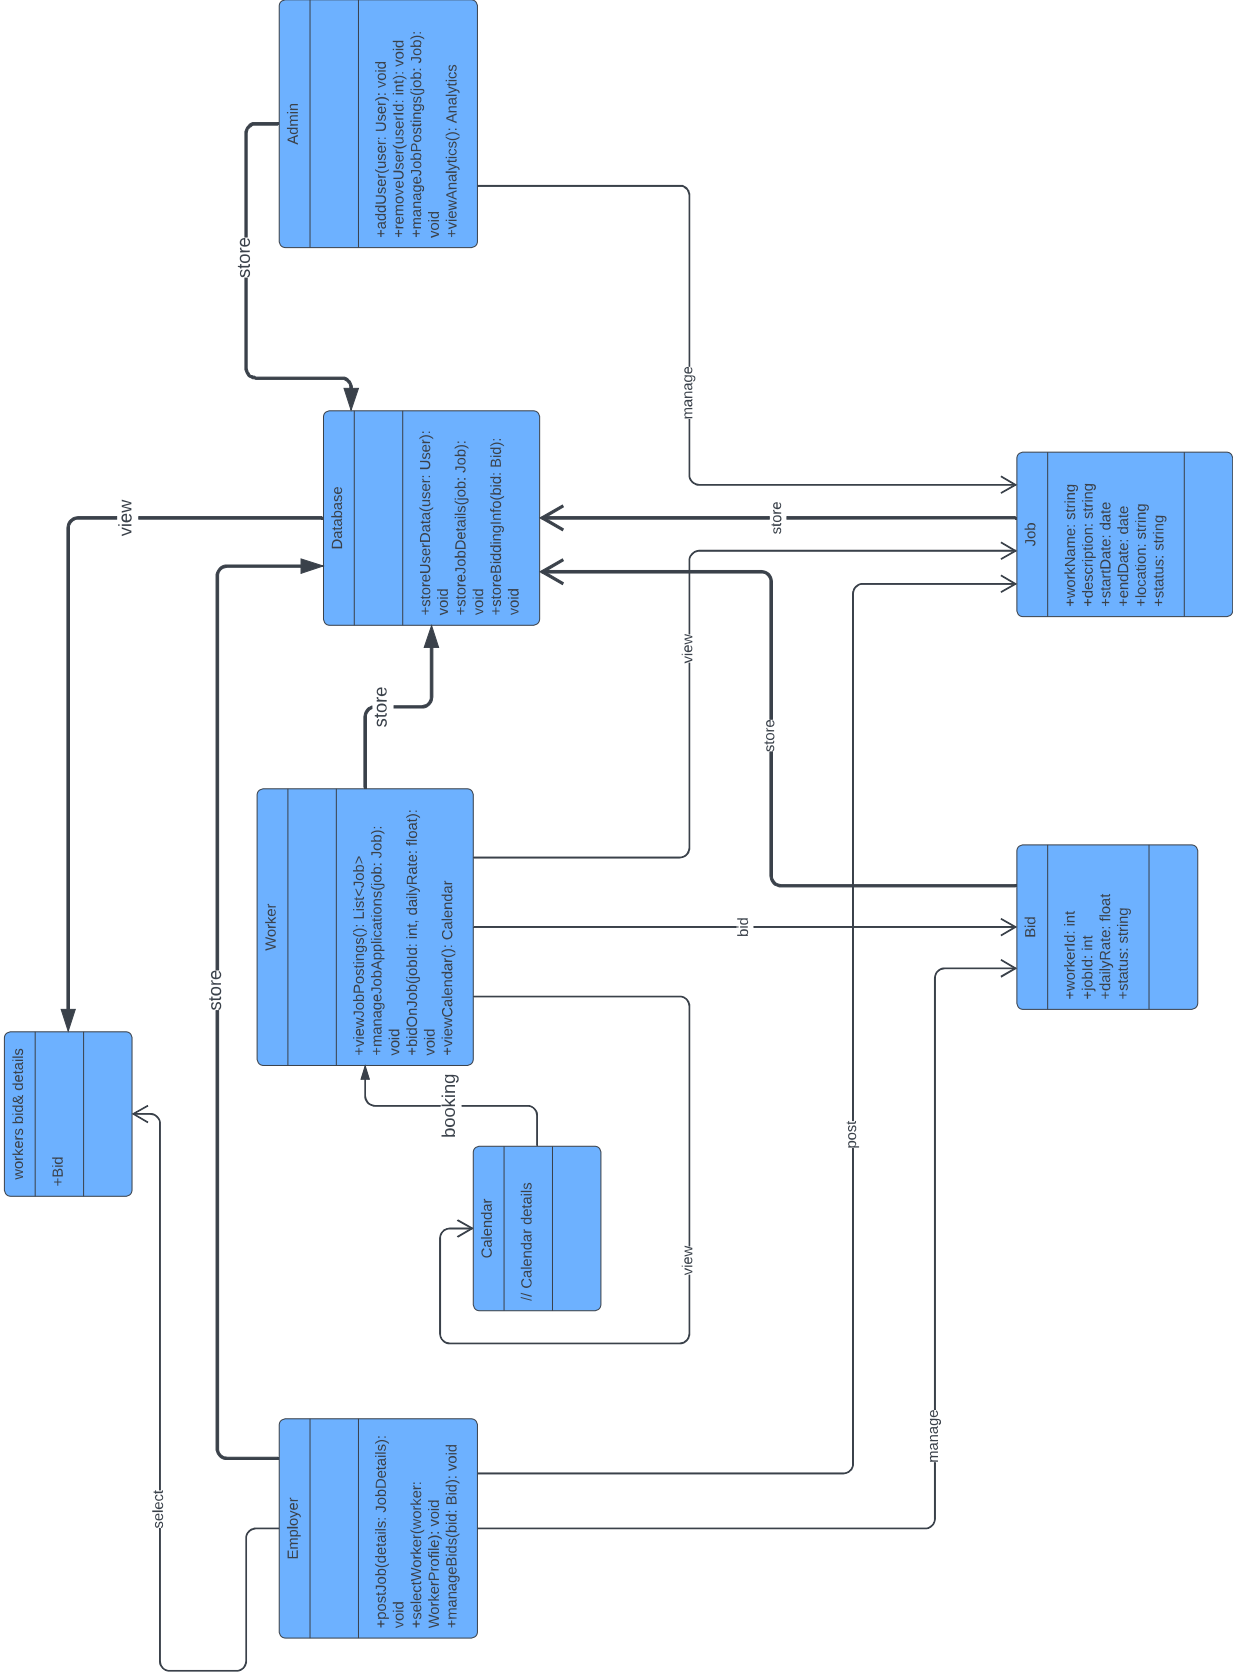 workers bid& details
+Bid
Employer
+postJob(details: JobDetails):
void
+selectWorker(worker:
WorkerProfile): void
+manageBids(bid: Bid): void
Calendar
// Calendar details
Worker
+viewJobPostings(): List<Job>
+manageJobApplications(job: Job):
void
+bidOnJob(jobId: int, dailyRate: float):
void
+viewCalendar(): Calendar
Database
+storeUserData(user: User):
void
+storeJobDetails(job: Job):
void
+storeBiddingInfo(bid: Bid):
void
Admin
+addUser(user: User): void
+removeUser(userId: int): void
+manageJobPostings(job: Job):
void
+viewAnalytics(): Analytics
Bid
+workerId: int
+jobId: int
+dailyRate: float
+status: string
Job
+workName: string
+description: string
+startDate: date
+endDate: date
+location: string
+status: string
select
store
view
store
store
booking
view
view
manage
bid
store
store
post
manage